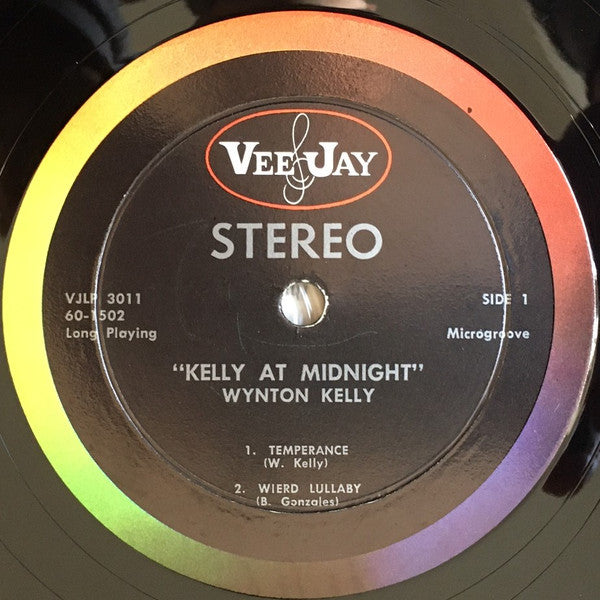 VEE JAY
STEREO
VJLP 3011
60-1502
Long Playing
SIDE 1
Microgroove
"KELLY AT MIDNIGHT"
WYNTON KELLY
1. TEMPERANCE
(W. Kelly)
2. WIERD LULLABY
(B. Gonzales)